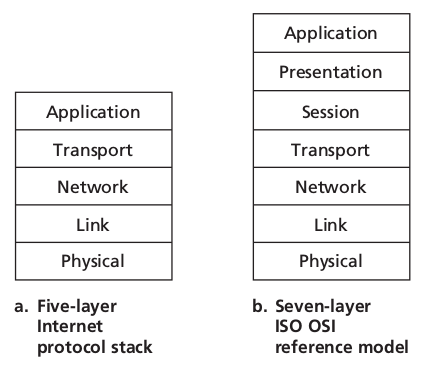 Application
Transport
Network
Link
Physical
a. Five-layer
Internet
protocol stack
Application
Presentation
Session
Transport
Network
Link
Physical
b. Seven-layer
ISO OSI
reference model